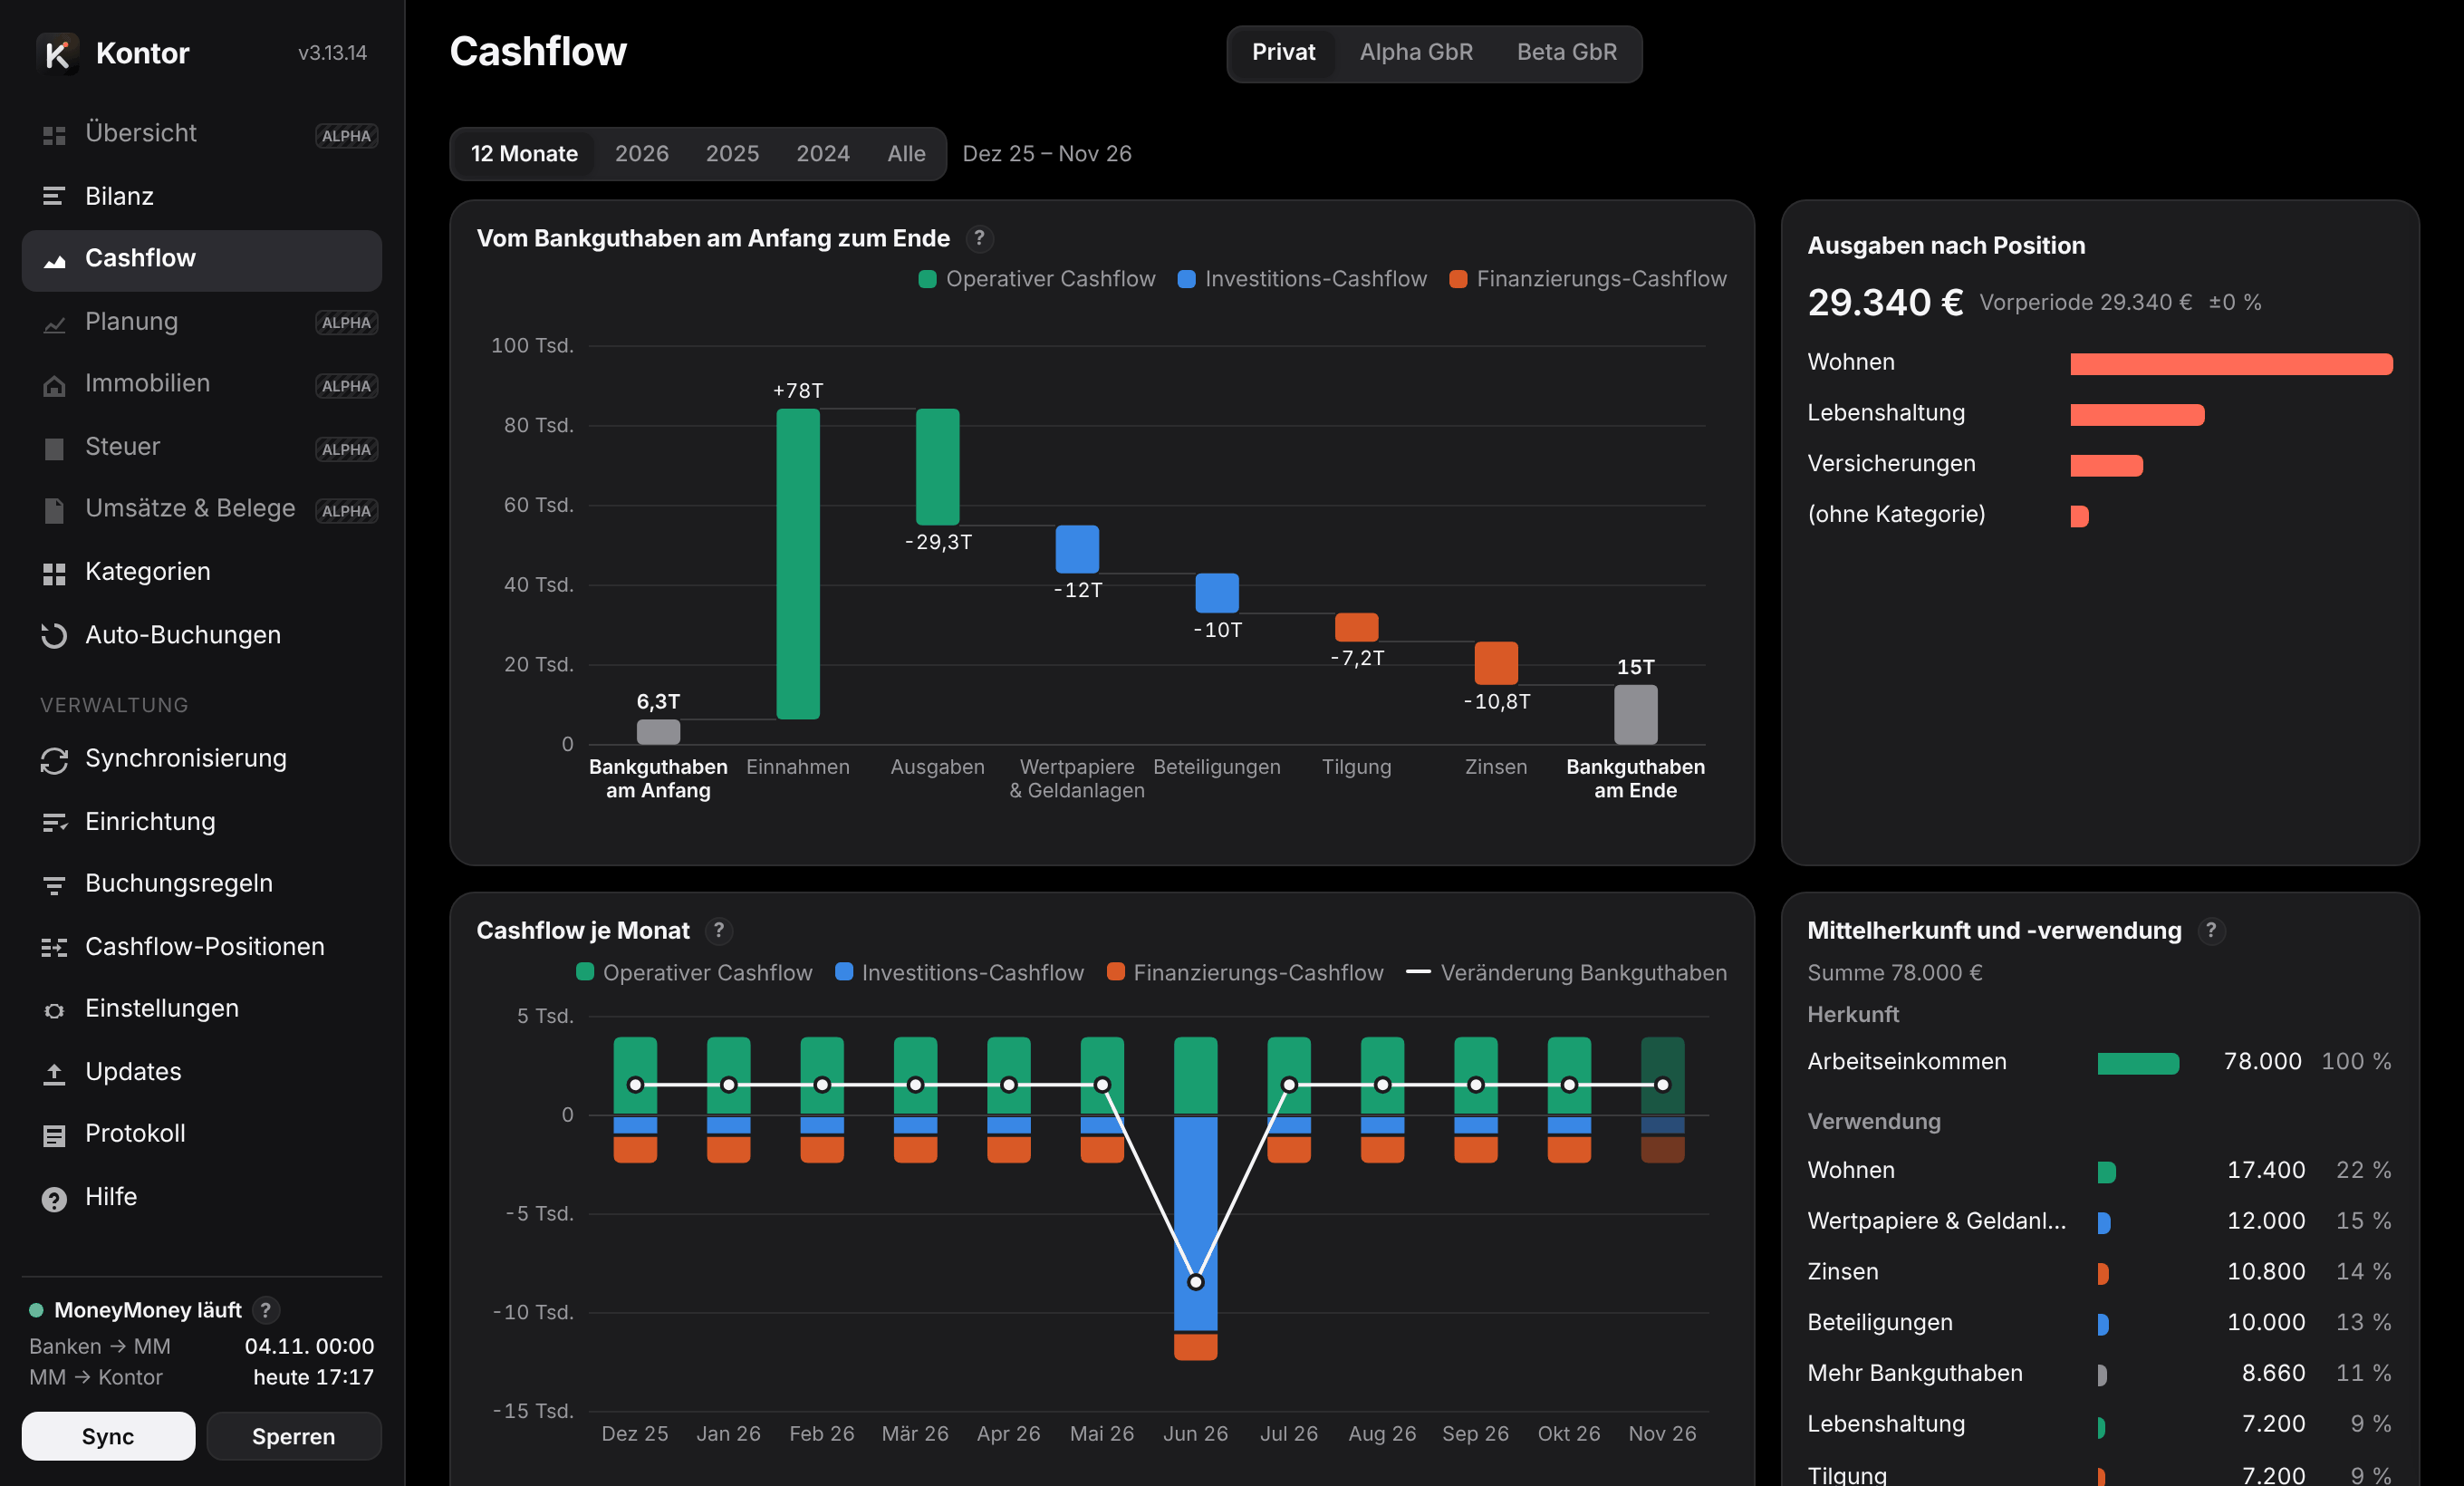 Kontor
v3.13.14
Übersicht ALPHA
Bilanz
Cashflow
Planung ALPHA
Immobilien ALPHA
Steuer ALPHA
Umsätze & Belege ALPHA
Kategorien
Auto-Buchungen
VERWALTUNG
Synchronisierung
Einrichtung
Buchungsregeln
Cashflow-Positionen
Einstellungen
Updates
Protokoll
Hilfe
MoneyMoney läuft ?
Banken → MM 04.11. 00:00
MM → Kontor heute 17:17
Sync Sperren
Cashflow
Privat Alpha GbR Beta GbR
12 Monate 2026 2025 2024 Alle Dez 25 – Nov 26
Vom Bankguthaben am Anfang zum Ende ?
Operativer Cashflow Investitions-Cashflow Finanzierungs-Cashflow
100 Tsd.
80 Tsd.
60 Tsd.
40 Tsd.
20 Tsd.
0
6,3T
+78T
-29,3T
-12T
-10T
-7,2T
-10,8T
15T
Bankguthaben am Anfang
Einnahmen
Ausgaben
Wertpapiere & Geldanlagen
Beteiligungen
Tilgung
Zinsen
Bankguthaben am Ende
Ausgaben nach Position
29.340 € Vorperiode 29.340 € ±0 %
Wohnen
Lebenshaltung
Versicherungen
(ohne Kategorie)
Cashflow je Monat ?
Operativer Cashflow Investitions-Cashflow Finanzierungs-Cashflow Veränderung Bankguthaben
5 Tsd.
0
-5 Tsd.
-10 Tsd.
-15 Tsd.
Dez 25 Jan 26 Feb 26 Mär 26 Apr 26 Mai 26 Jun 26 Jul 26 Aug 26 Sep 26 Okt 26 Nov 26
Mittelherkunft und -verwendung ?
Summe 78.000 €
Herkunft
Arbeitseinkommen 78.000 100 %
Verwendung
Wohnen 17.400 22 %
Wertpapiere & Geldanl... 12.000 15 %
Zinsen 10.800 14 %
Beteiligungen 10.000 13 %
Mehr Bankguthaben 8.660 11 %
Lebenshaltung 7.200 9 %
Tilgung 7.200 9 %